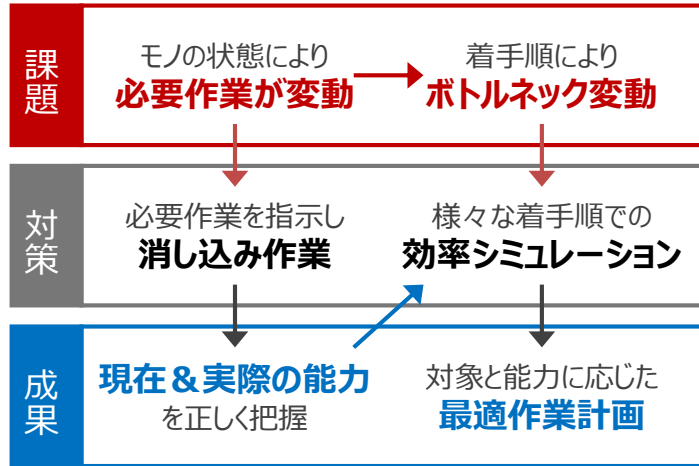 課題
モノの状態により
必要作業が変動
着手順により
ボトルネック変動
対策
必要作業を指示し
消し込み作業
様々な着手順での
効率シミュレーション
成果
現在＆実際の能力
を正しく把握
対象と能力に応じた
最適作業計画